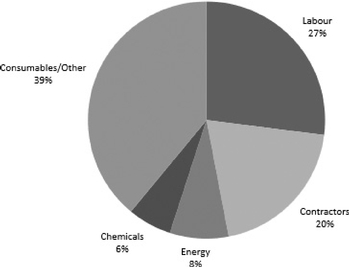 Labour
27%
Consumables/Other
39%
Contractors
20%
Chemicals
6%
Energy
8%